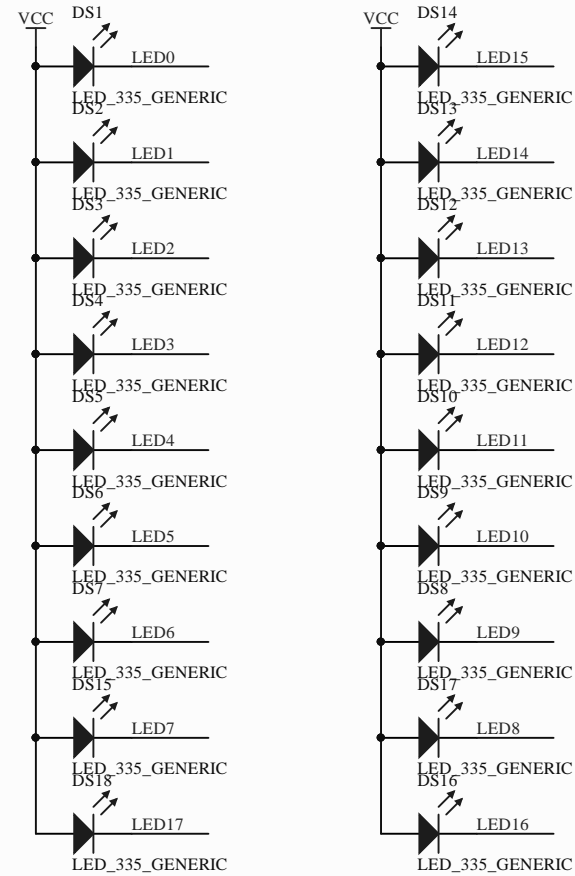 VCC
DS1
LED0
LED_335_GENERIC
DS2
LED1
LED_335_GENERIC
DS3
LED2
LED_335_GENERIC
DS4
LED3
LED_335_GENERIC
DS5
LED4
LED_335_GENERIC
DS6
LED5
LED_335_GENERIC
DS7
LED6
LED_335_GENERIC
DS15
LED7
LED_335_GENERIC
DS18
LED17
LED_335_GENERIC
VCC
DS14
LED15
LED_335_GENERIC
DS13
LED14
LED_335_GENERIC
DS12
LED13
LED_335_GENERIC
DS11
LED12
LED_335_GENERIC
DS10
LED11
LED_335_GENERIC
DS9
LED10
LED_335_GENERIC
DS8
LED9
LED_335_GENERIC
DS17
LED8
LED_335_GENERIC
DS16
LED16
LED_335_GENERIC